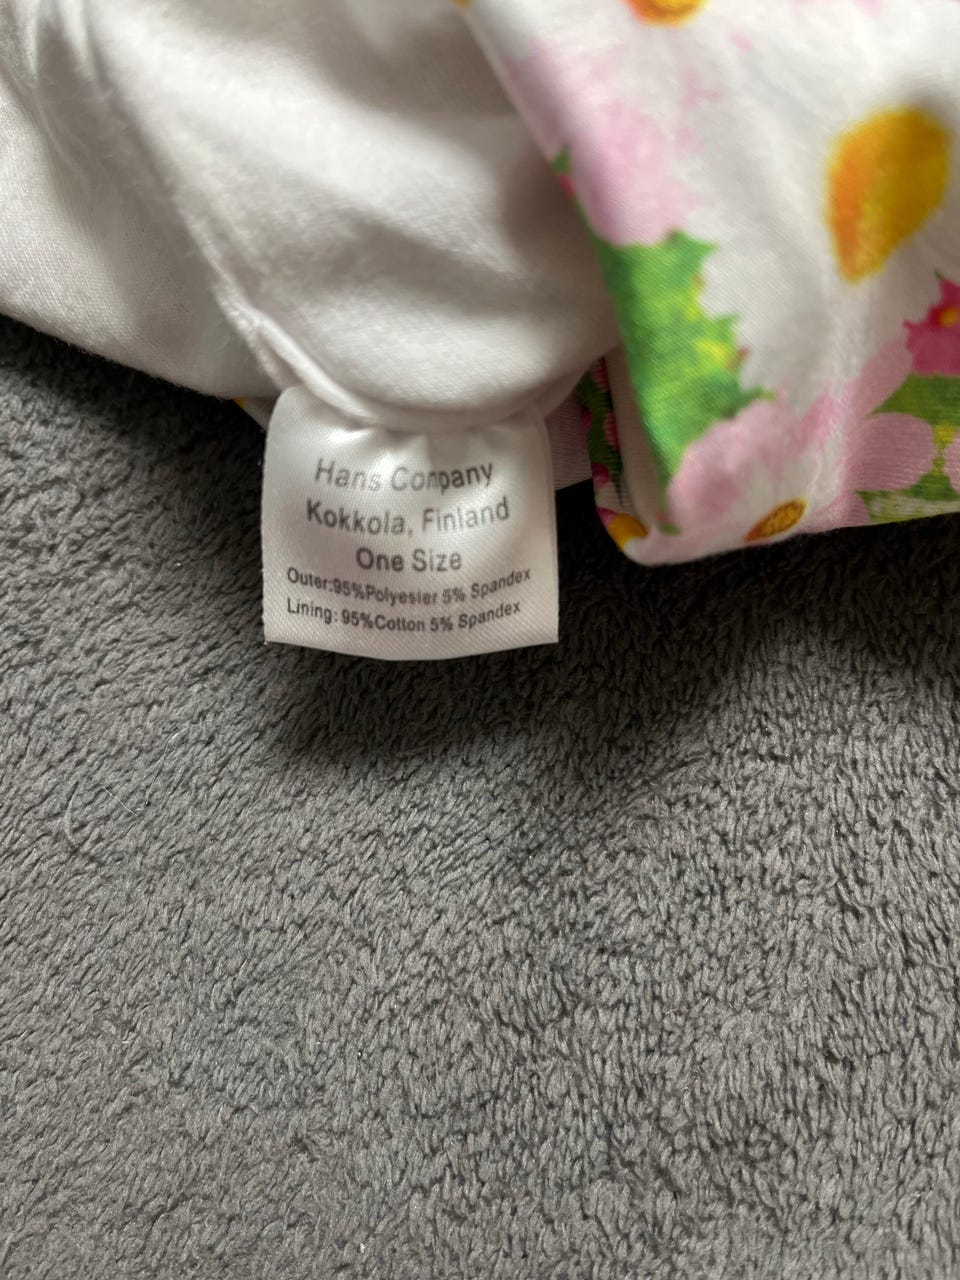 Hans Company
Kokkola, Finland
One Size
Outer:95%Polyester 5% Spandex
Lining: 95%Cotton 5% Spandex